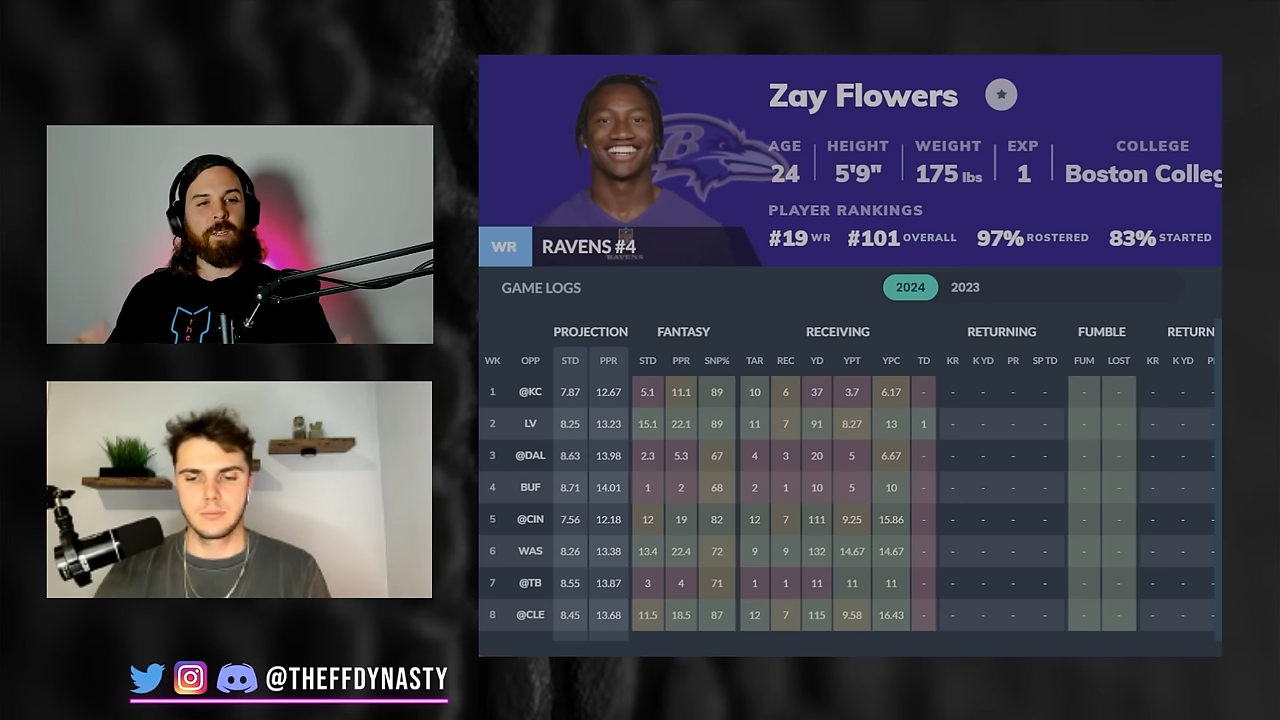 Zay Flowers
AGE HEIGHT WEIGHT EXP COLLEGE
24 5'9" 175 lbs 1 Boston Colleg
PLAYER RANKINGS
#19 WR #101 OVERALL 97% ROSTERED 83% STARTED
WR RAVENS #4
RAVENS
GAME LOGS 2024 2023
PROJECTION FANTASY RECEIVING RETURNING FUMBLE RETURN
WK OPP STD PPR STD PPR SNP% TAR REC YD YPT YPC TD KR K YD PR SP TD FUM LOST KR K YD
1 @KC 7.87 12.67 5.1 11.1 89 10 6 37 3.7 6.17 - - - - - - - - - -
2 LV 8.25 13.23 15.1 22.1 89 11 7 91 8.27 13 1 - - - - - - - - -
3 @DAL 8.63 13.98 2.3 5.3 67 4 3 20 5 6.67 - - - - - - - - - -
4 BUF 8.71 14.01 1 2 68 2 1 10 5 10 - - - - - - - - - -
5 @CIN 7.56 12.18 12 19 82 12 7 111 9.25 15.86 - - - - - - - - - -
6 WAS 8.26 13.38 13.4 22.4 72 9 9 132 14.67 14.67 - - - - - - - - - -
7 @TB 8.55 13.87 3 4 71 1 1 11 11 11 - - - - - - - - - -
8 @CLE 8.45 13.68 11.5 18.5 87 12 7 115 9.58 16.43 - - - - - - - - - -
@THEFFDYNASTY